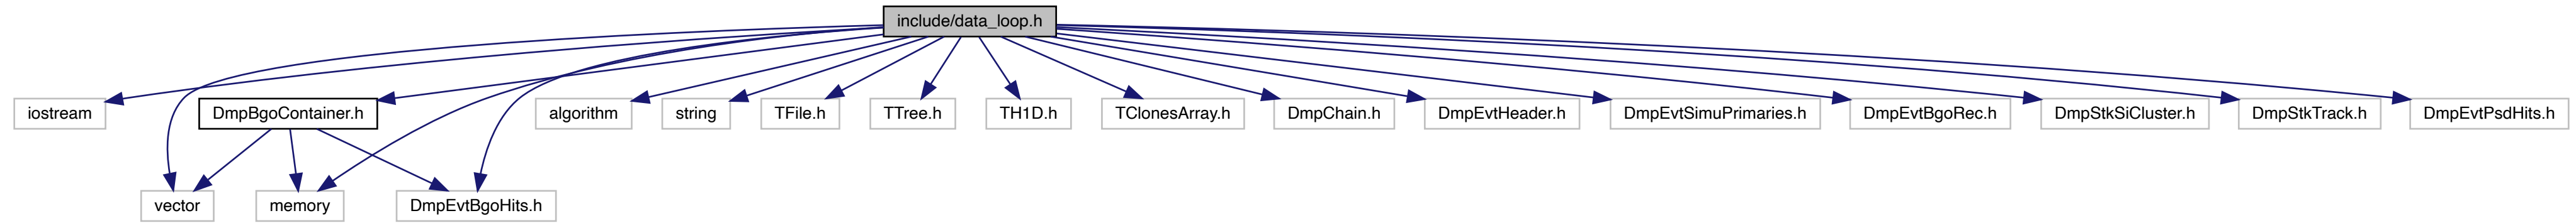 include/data_loop.h
iostream
DmpBgoContainer.h
algorithm
string
TFile.h
TTree.h
TH1D.h
TClonesArray.h
DmpChain.h
DmpEvtHeader.h
DmpEvtSimuPrimaries.h
DmpEvtBgoRec.h
DmpStkSiCluster.h
DmpStkTrack.h
DmpEvtPsdHits.h
vector
memory
DmpEvtBgoHits.h